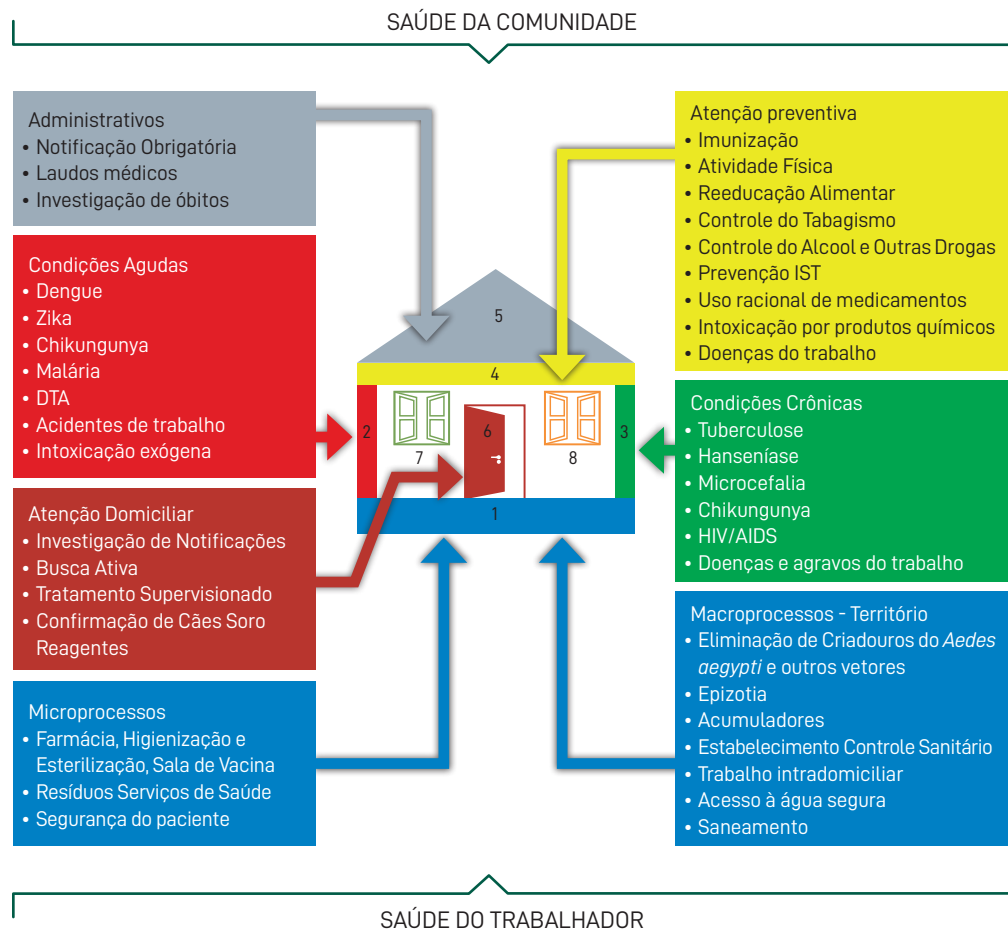 SAÚDE DA COMUNIDADE
Administrativos
• Notificação Obrigatória
• Laudos médicos
• Investigação de óbitos
Condições Agudas
• Dengue
• Zika
• Chikungunya
• Malária
• DTA
• Acidentes de trabalho
• Intoxicação exógena
Atenção Domiciliar
• Investigação de Notificações
• Busca Ativa
• Tratamento Supervisionado
• Confirmação de Cães Soro
Reagentes
Microprocessos
• Farmácia, Higienização e
Esterilização, Sala de Vacina
• Resíduos Serviços de Saúde
• Segurança do paciente
5
4
2
7
6
8
3
1
Atenção preventiva
• Imunização
• Atividade Física
• Reeducação Alimentar
• Controle do Tabagismo
• Controle do Alcool e Outras Drogas
• Prevenção IST
• Uso racional de medicamentos
• Intoxicação por produtos químicos
• Doenças do trabalho
Condições Crônicas
• Tuberculose
• Hanseníase
• Microcefalia
• Chikungunya
• HIV/AIDS
• Doenças e agravos do trabalho
Macroprocessos - Território
• Eliminação de Criadouros do Aedes
aegypti e outros vetores
• Epizotia
• Acumuladores
• Estabelecimento Controle Sanitário
• Trabalho intradomiciliar
• Acesso à água segura
• Saneamento
SAÚDE DO TRABALHADOR